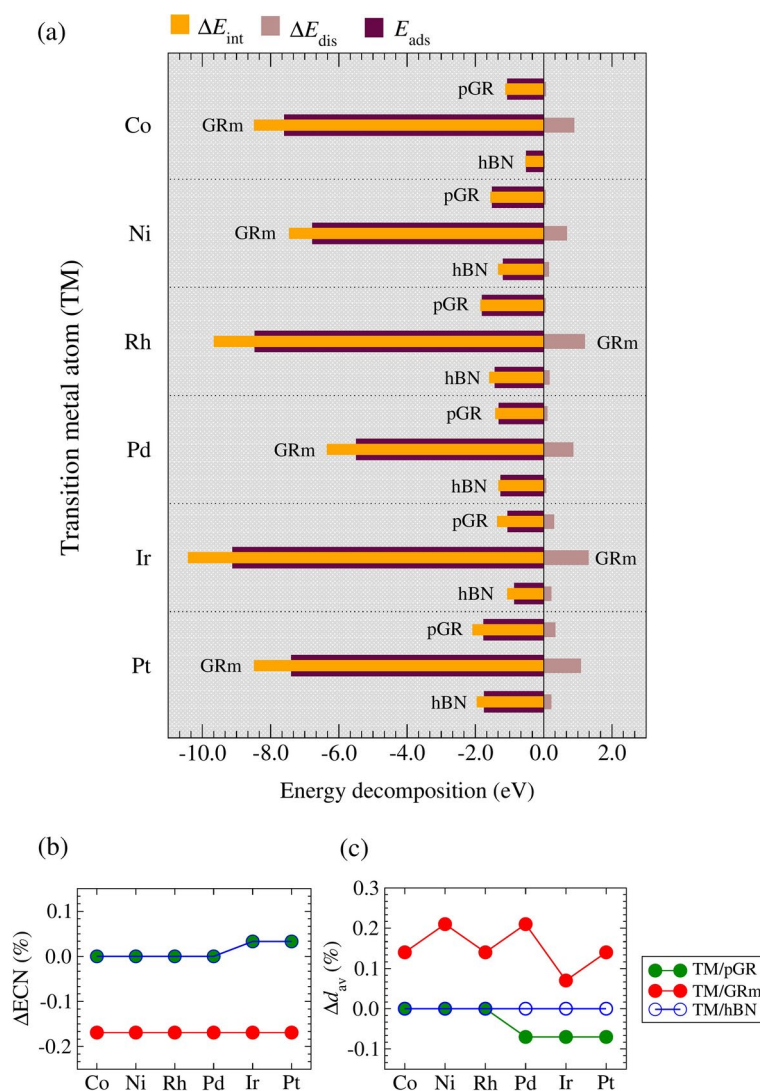 (a)
ΔE_int ΔE_dis E_ads
pGR
Co
GRm
hBN
pGR
Ni
GRm
hBN
pGR
Rh
GRm
hBN
pGR
Pd
GRm
hBN
pGR
Ir
GRm
hBN
pGR
Pt
GRm
hBN
Transition metal atom (TM)
-10.0 -8.0 -6.0 -4.0 -2.0 0.0 2.0
Energy decomposition (eV)
(b)
ΔECN (%)
0.1
0.0
-0.1
-0.2
Co Ni Rh Pd Ir Pt
(c)
Δd_av (%)
0.3
0.2
0.1
0.0
-0.1
Co Ni Rh Pd Ir Pt
TM/pGR
TM/GRm
TM/hBN